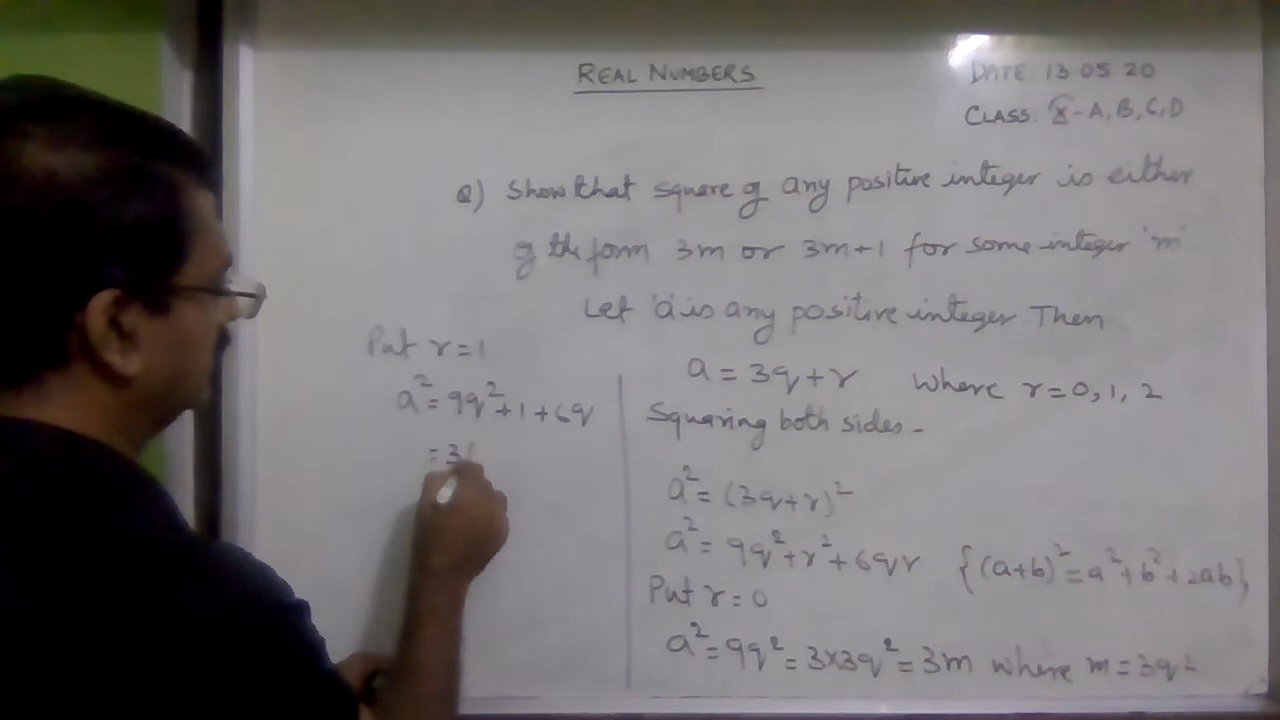 REAL NUMBERS
DATE 13.05 20
CLASS. X-A, B, C, D
Q) Show that square of any positive integer is either
of the form 3m or 3m+1 for some integer 'm'
Let 'a' is any positive integer Then
a = 3q + r where r = 0, 1, 2
Squaring both sides -
a² = (3q + r)²
a² = 9q² + r² + 6qr {(a+b)² = a² + b² + 2ab}
Put r = 0
a² = 9q² = 3×3q² = 3m where m = 3q²
Put r = 1
a² = 9q² + 1 + 6q
= 3(